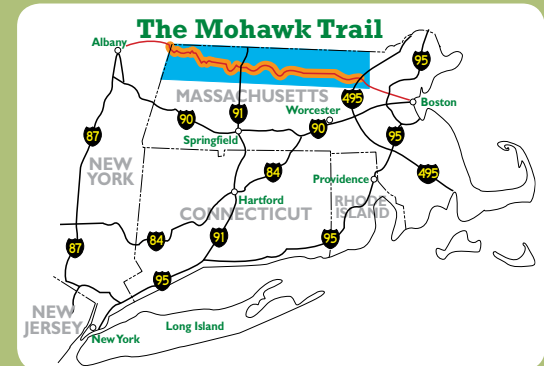 The Mohawk Trail
Albany
95
MASSACHUSETTS
495
Boston
91
Worcester
90
90
Springfield
95
87
NEW
YORK
84
Providence
495
Hartford
CONNECTICUT
RHODE
ISLAND
84
91
95
87
95
NEW
JERSEY
New York
Long Island